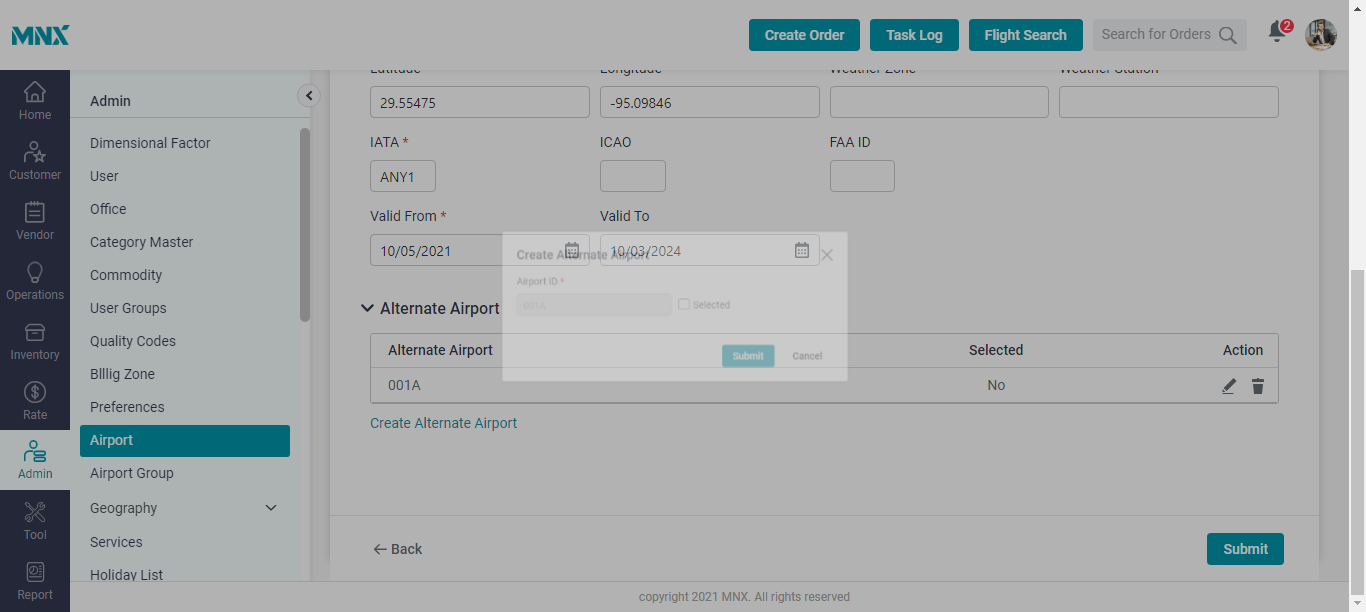 MNX
Create Order
Task Log
Flight Search
Search for Orders
2
Home
Customer
Vendor
Operations
Inventory
Rate
Admin
Tool
Report
Admin
Dimensional Factor
User
Office
Category Master
Commodity
User Groups
Quality Codes
Blllig Zone
Preferences
Airport
Airport Group
Geography
Services
Holiday List
Latitude Longitude Weather Zone Weather Station
29.55475 -95.09846
IATA * ICAO FAA ID
ANY1
Valid From * Valid To
10/05/2021 10/03/2024
Create Alternate Airport
Airport ID *
001A Selected
Submit Cancel
Alternate Airport
Alternate Airport Selected Action
001A No
Create Alternate Airport
Back Submit
copyright 2021 MNX. All rights reserved